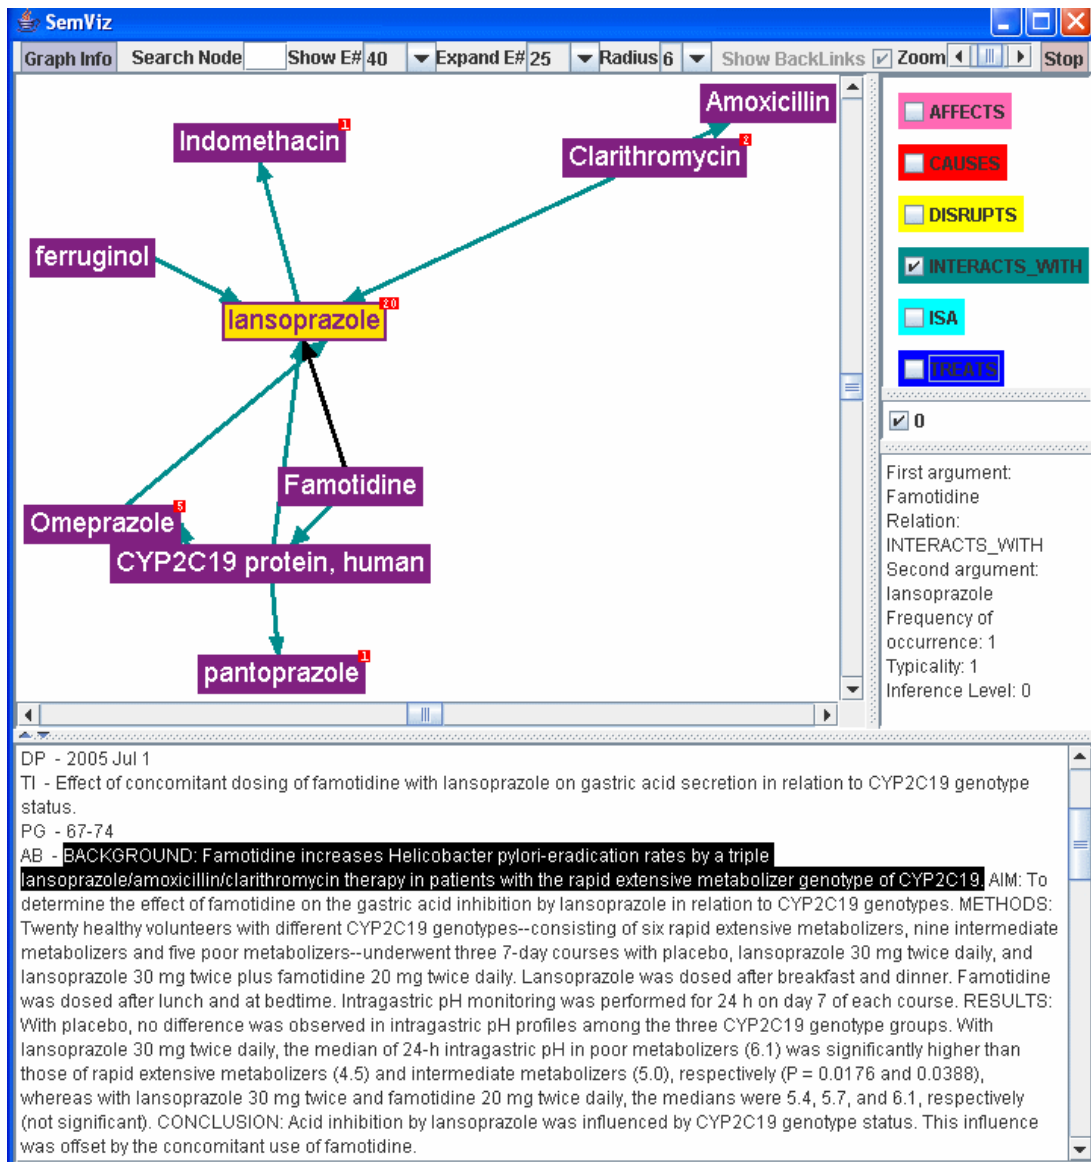 SemViz
Graph Info Search Node Show E# 40 Expand E# 25 Radius 6 Show BackLinks Zoom Stop
Amoxicillin
Indomethacin 1
Clarithromycin 2
ferruginol
lansoprazole 20
Famotidine
Omeprazole 5
CYP2C19 protein, human
pantoprazole 1
AFFECTS
CAUSES
DISRUPTS
INTERACTS_WITH
ISA
TREATS
0
First argument:
Famotidine
Relation:
INTERACTS_WITH
Second argument:
lansoprazole
Frequency of
occurrence: 1
Typicality: 1
Inference Level: 0
DP - 2005 Jul 1
TI - Effect of concomitant dosing of famotidine with lansoprazole on gastric acid secretion in relation to CYP2C19 genotype
status.
PG - 67-74
AB - BACKGROUND: Famotidine increases Helicobacter pylori-eradication rates by a triple
lansoprazole/amoxicillin/clarithromycin therapy in patients with the rapid extensive metabolizer genotype of CYP2C19. AIM: To
determine the effect of famotidine on the gastric acid inhibition by lansoprazole in relation to CYP2C19 genotypes. METHODS:
Twenty healthy volunteers with different CYP2C19 genotypes--consisting of six rapid extensive metabolizers, nine intermediate
metabolizers and five poor metabolizers--underwent three 7-day courses with placebo, lansoprazole 30 mg twice daily, and
lansoprazole 30 mg twice plus famotidine 20 mg twice daily. Lansoprazole was dosed after breakfast and dinner. Famotidine
was dosed after lunch and at bedtime. Intragastric pH monitoring was performed for 24 h on day 7 of each course. RESULTS:
With placebo, no difference was observed in intragastric pH profiles among the three CYP2C19 genotype groups. With
lansoprazole 30 mg twice daily, the median of 24-h intragastric pH in poor metabolizers (6.1) was significantly higher than
those of rapid extensive metabolizers (4.5) and intermediate metabolizers (5.0), respectively (P = 0.0176 and 0.0388),
whereas with lansoprazole 30 mg twice and famotidine 20 mg twice daily, the medians were 5.4, 5.7, and 6.1, respectively
(not significant). CONCLUSION: Acid inhibition by lansoprazole was influenced by CYP2C19 genotype status. This influence
was offset by the concomitant use of famotidine.